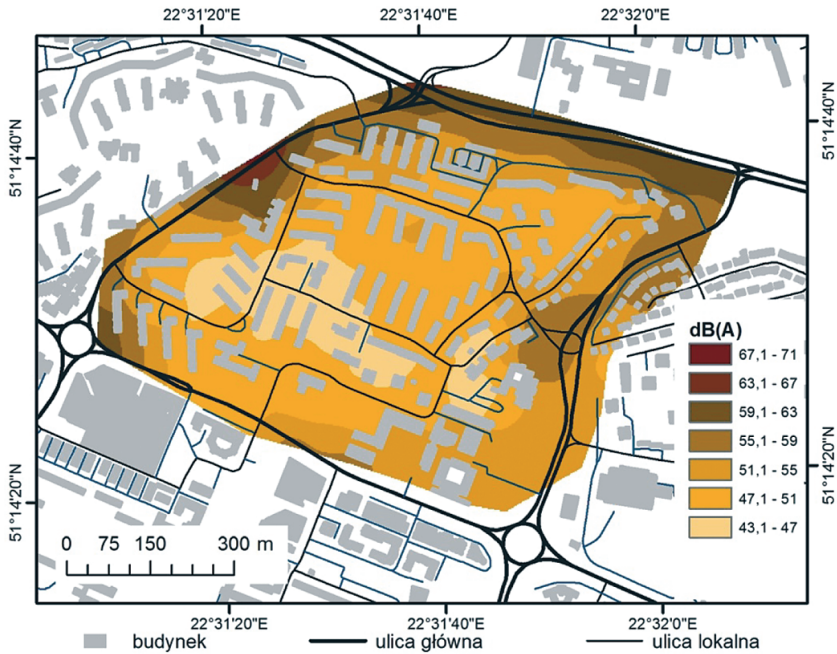 22°31'20"E 22°31'40"E 22°32'0"E
51°14'40"N
51°14'40"N
dB(A)
67,1 - 71
63,1 - 67
59,1 - 63
55,1 - 59
51,1 - 55
47,1 - 51
43,1 - 47
51°14'20"N
51°14'20"N
0 75 150 300 m
22°31'20"E 22°31'40"E 22°32'0"E
budynek ulica główna ulica lokalna